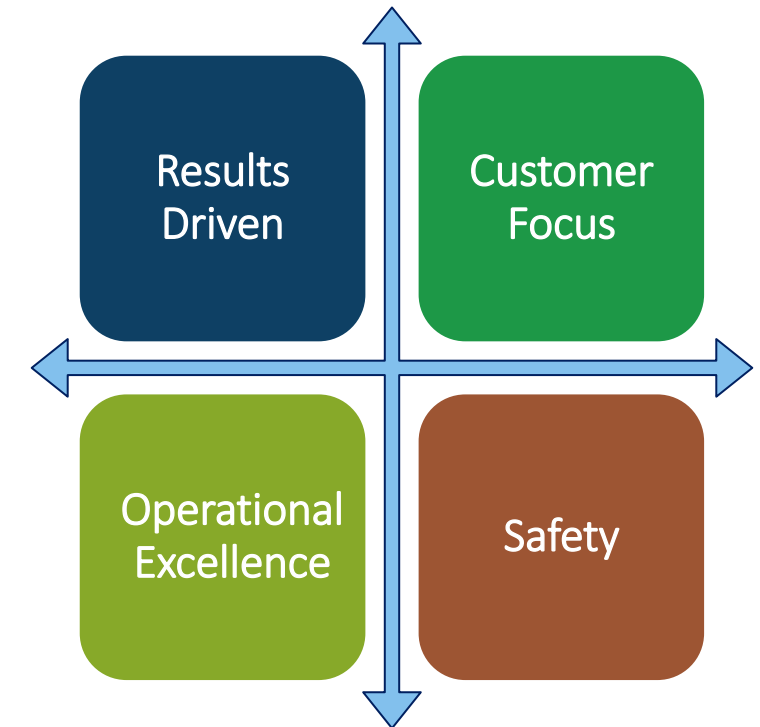 Results
Driven
Customer
Focus
Operational
Excellence
Safety